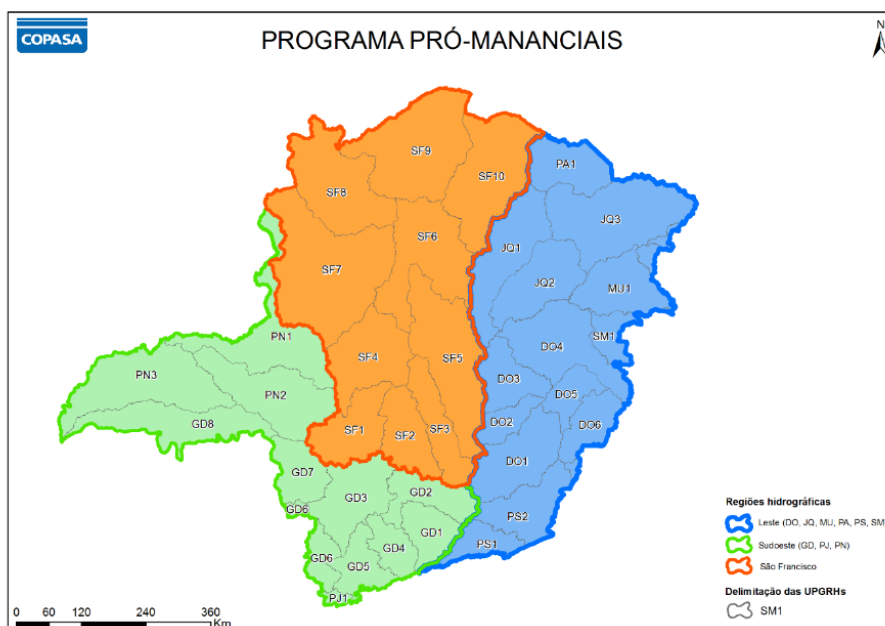 COPASA
PROGRAMA PRÓ-MANANCIAIS
N
SF9
SF8
SF10
PA1
JQ3
SF6
JQ1
SF7
JQ2
MU1
PN1
SM1
DO4
SF4
SF5
PN3
DO3
PN2
DO5
GD8
SF1
SF2
SF3
DO2
DO6
DO1
GD7
GD3
GD2
GD6
PS2
GD1
PS1
GD4
GD6
GD5
PJ1
Regiões hidrográficas
Leste (DO, JQ, MU, PA, PS, SM
Sudoeste (GD, PJ, PN)
São Francisco
Delimitação das UPGRHs
SM1
0 60 120 240 360
Km